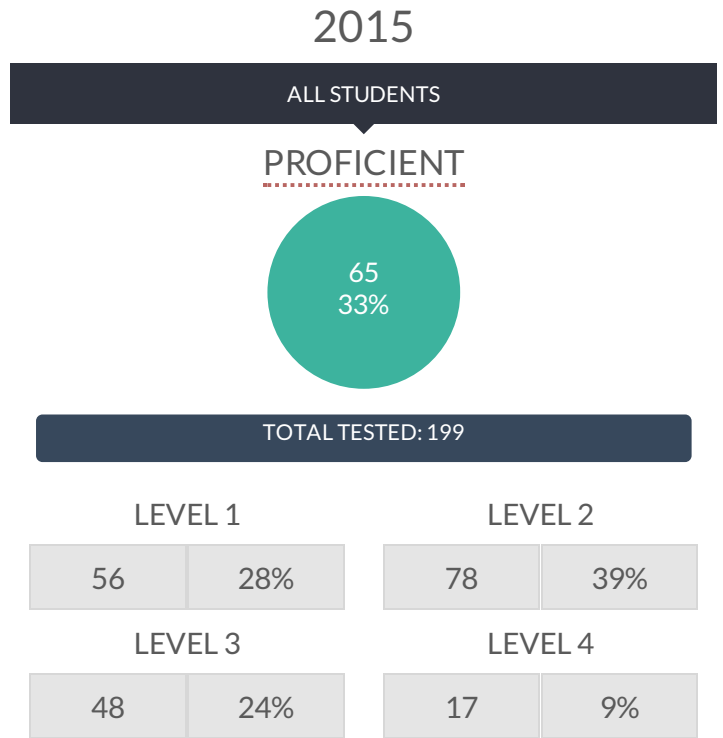 2015
ALL STUDENTS
PROFICIENT
65
33%
TOTAL TESTED: 199
LEVEL 1
56 28%
LEVEL 2
78 39%
LEVEL 3
48 24%
LEVEL 4
17 9%